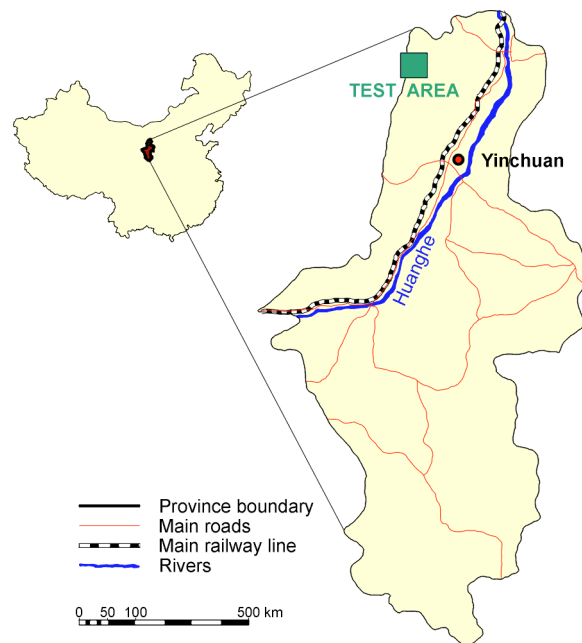 TEST AREA
Yinchuan
Huanghe
Province boundary
Main roads
Main railway line
Rivers
0 50 100 500 km